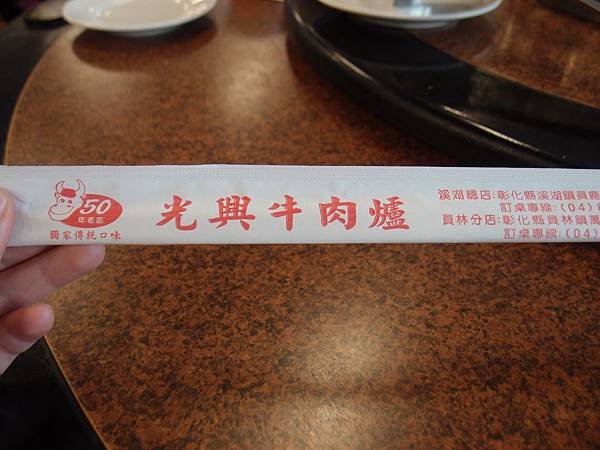 50
年老店
獨家傳統口味
光興牛肉爐
溪湖總店:彰化縣溪湖鎮員鹿
訂桌專線:(04)8
員林分店:彰化縣員林鎮萬
訂桌專線:(04)